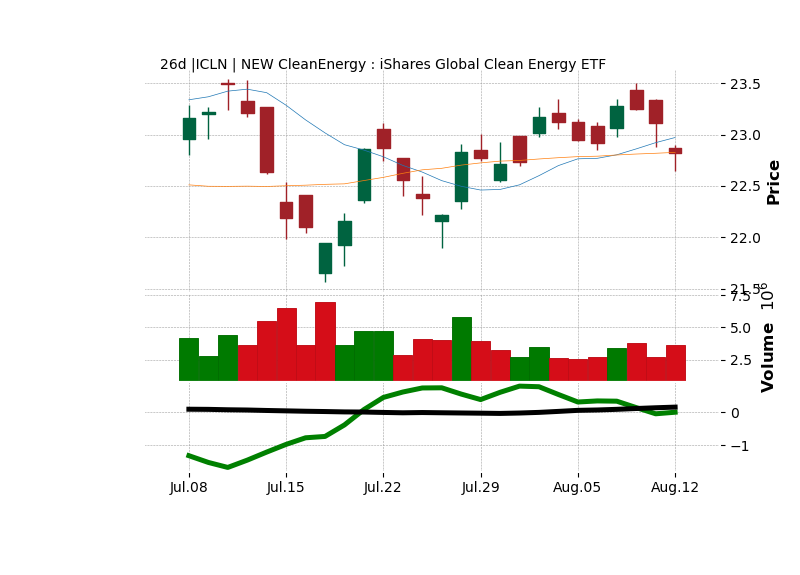 26d |ICLN | NEW CleanEnergy : iShares Global Clean Energy ETF
23.5
23.0
22.5
22.0
21.5
Price
7.5
5.0
2.5
Volume 10^6
0
−1
Jul.08 Jul.15 Jul.22 Jul.29 Aug.05 Aug.12